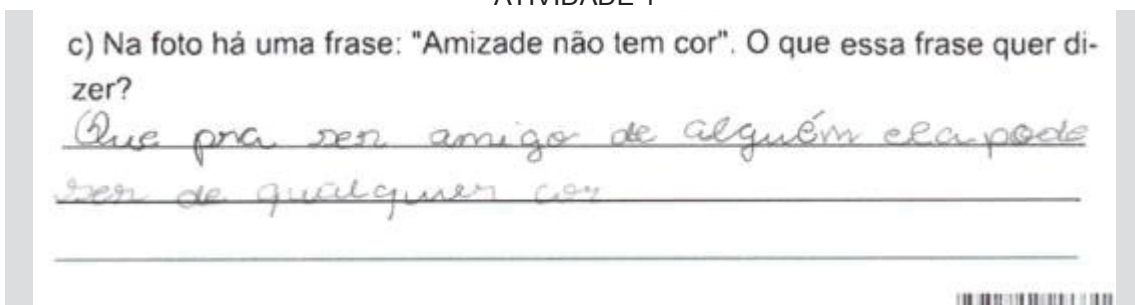 ATIVIDADE 1
c) Na foto há uma frase: "Amizade não tem cor". O que essa frase quer di-
zer?
Que pra ser amigo de alguém ela pode
ser de qualquer cor